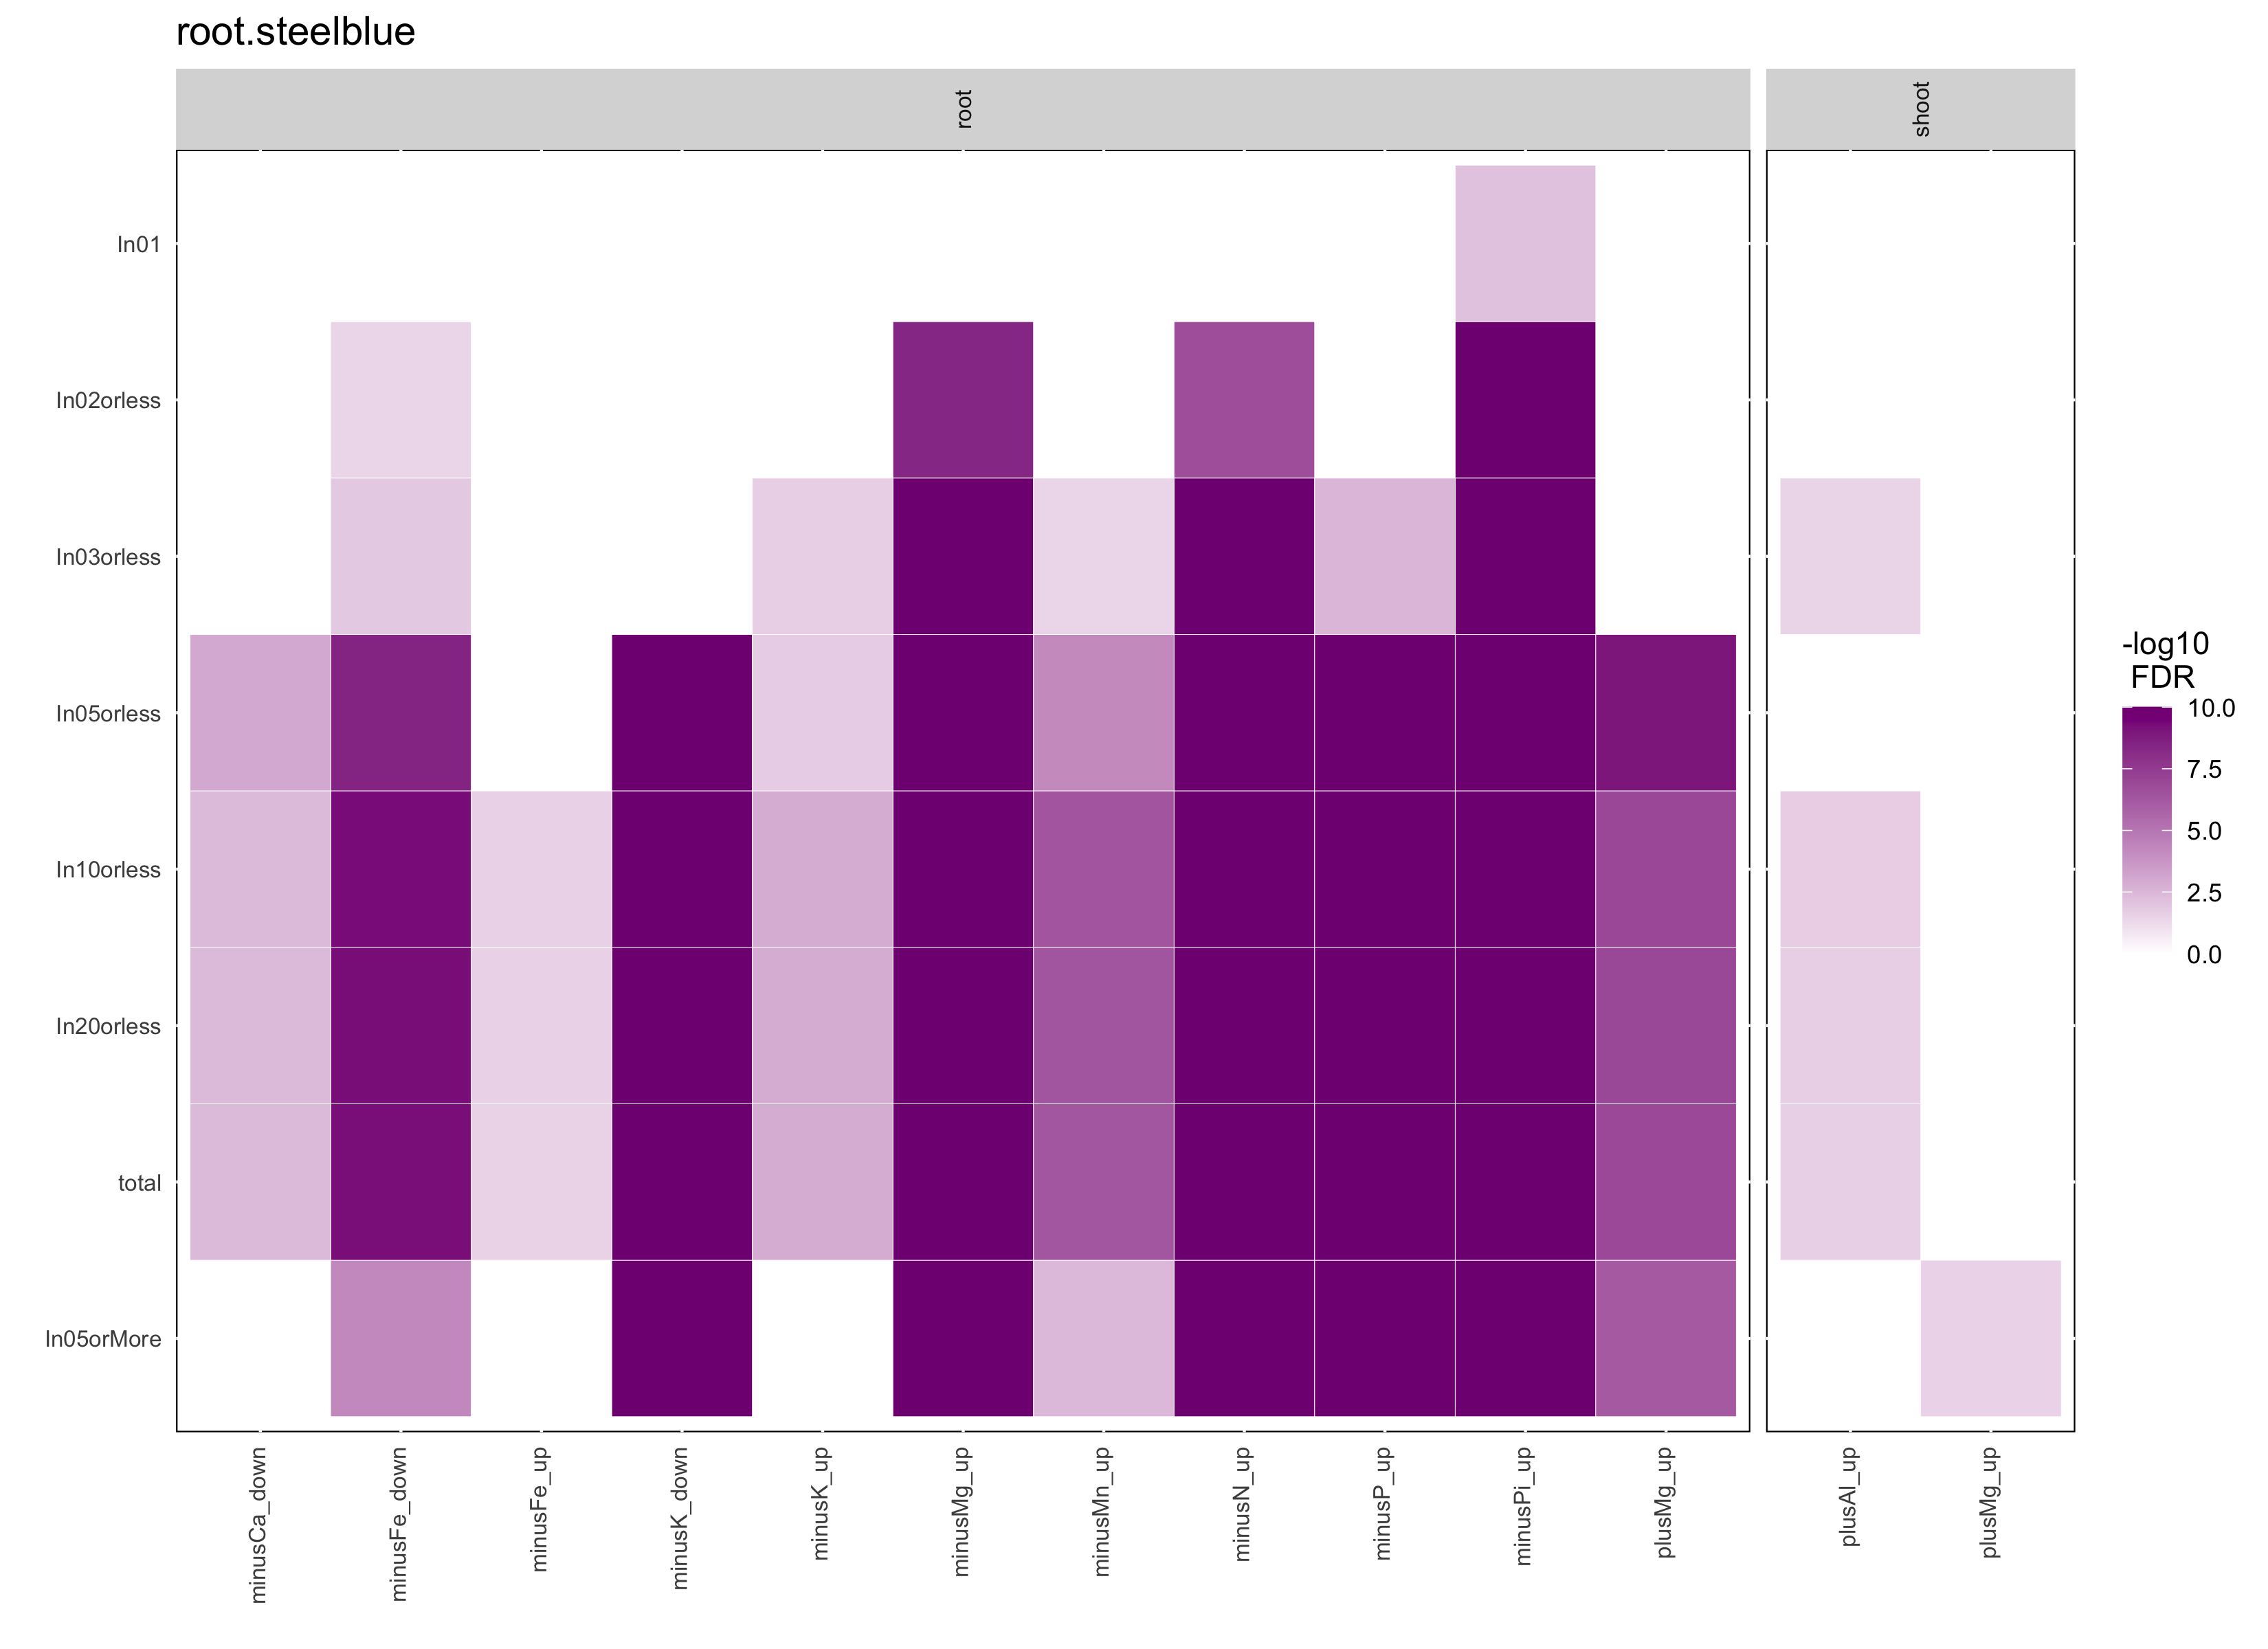 root.steelblue
root
shoot
In01
In02orless
In03orless
In05orless
In10orless
In20orless
total
In05orMore
minusCa_down
minusFe_down
minusFe_up
minusK_down
minusK_up
minusMg_up
minusMn_up
minusN_up
minusP_up
minusPi_up
plusMg_up
plusAl_up
plusMg_up
-log10
FDR
10.0
7.5
5.0
2.5
0.0